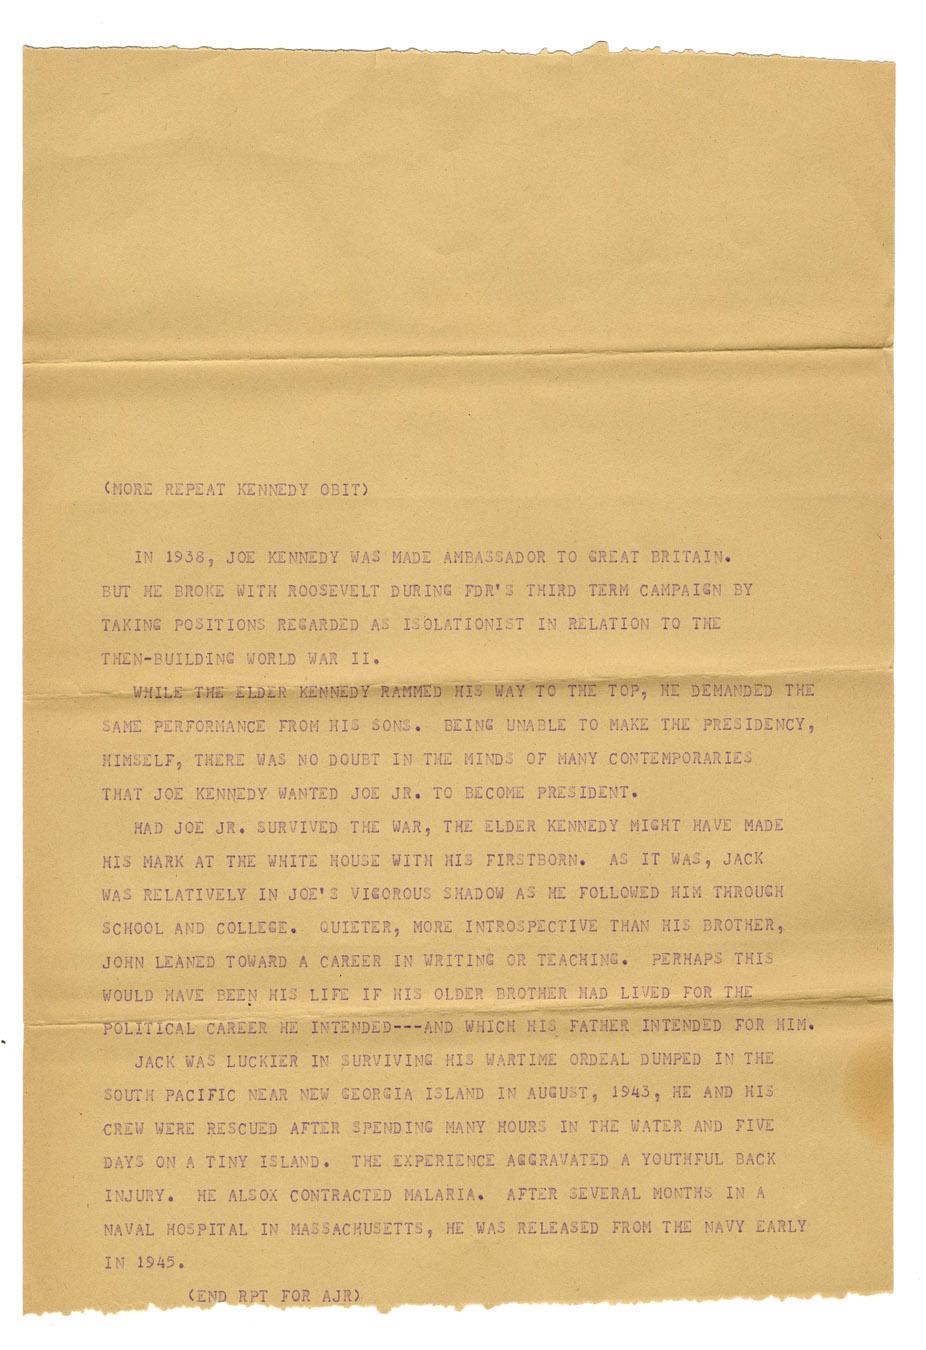 (MORE REPEAT KENNEDY OBIT)
IN 1938, JOE KENNEDY WAS MADE AMBASSADOR TO GREAT BRITAIN.
BUT HE BROKE WITH ROOSEVELT DURING FDR'S THIRD TERM CAMPAIGN BY
TAKING POSITIONS REGARDED AS ISOLATIONIST IN RELATION TO THE
THEN-BUILDING WORLD WAR II.
WHILE THE ELDER KENNEDY RAMMED HIS WAY TO THE TOP, HE DEMANDED THE
SAME PERFORMANCE FROM HIS SONS. BEING UNABLE TO MAKE THE PRESIDENCY,
HIMSELF, THERE WAS NO DOUBT IN THE MINDS OF MANY CONTEMPORARIES
THAT JOE KENNEDY WANTED JOE JR. TO BECOME PRESIDENT.
HAD JOE JR. SURVIVED THE WAR, THE ELDER KENNEDY MIGHT HAVE MADE
HIS MARK AT THE WHITE HOUSE WITH HIS FIRSTBORN. AS IT WAS, JACK
WAS RELATIVELY IN JOE'S VIGOROUS SHADOW AS HE FOLLOWED HIM THROUGH
SCHOOL AND COLLEGE. QUIETER, MORE INTROSPECTIVE THAN HIS BROTHER,
JOHN LEANED TOWARD A CAREER IN WRITING OR TEACHING. PERHAPS THIS
WOULD HAVE BEEN HIS LIFE IF HIS OLDER BROTHER HAD LIVED FOR THE
POLITICAL CAREER HE INTENDED---AND WHICH HIS FATHER INTENDED FOR HIM.
JACK WAS LUCKIER IN SURVIVING HIS WARTIME ORDEAL DUMPED IN THE
SOUTH PACIFIC NEAR NEW GEORGIA ISLAND IN AUGUST, 1943, HE AND HIS
CREW WERE RESCUED AFTER SPENDING MANY HOURS IN THE WATER AND FIVE
DAYS ON A TINY ISLAND. THE EXPERIENCE AGGRAVATED A YOUTHFUL BACK
INJURY. HE ALSOX CONTRACTED MALARIA. AFTER SEVERAL MONTHS IN A
NAVAL HOSPITAL IN MASSACHUSETTS, HE WAS RELEASED FROM THE NAVY EARLY
IN 1945.
(END RPT FOR AJR)